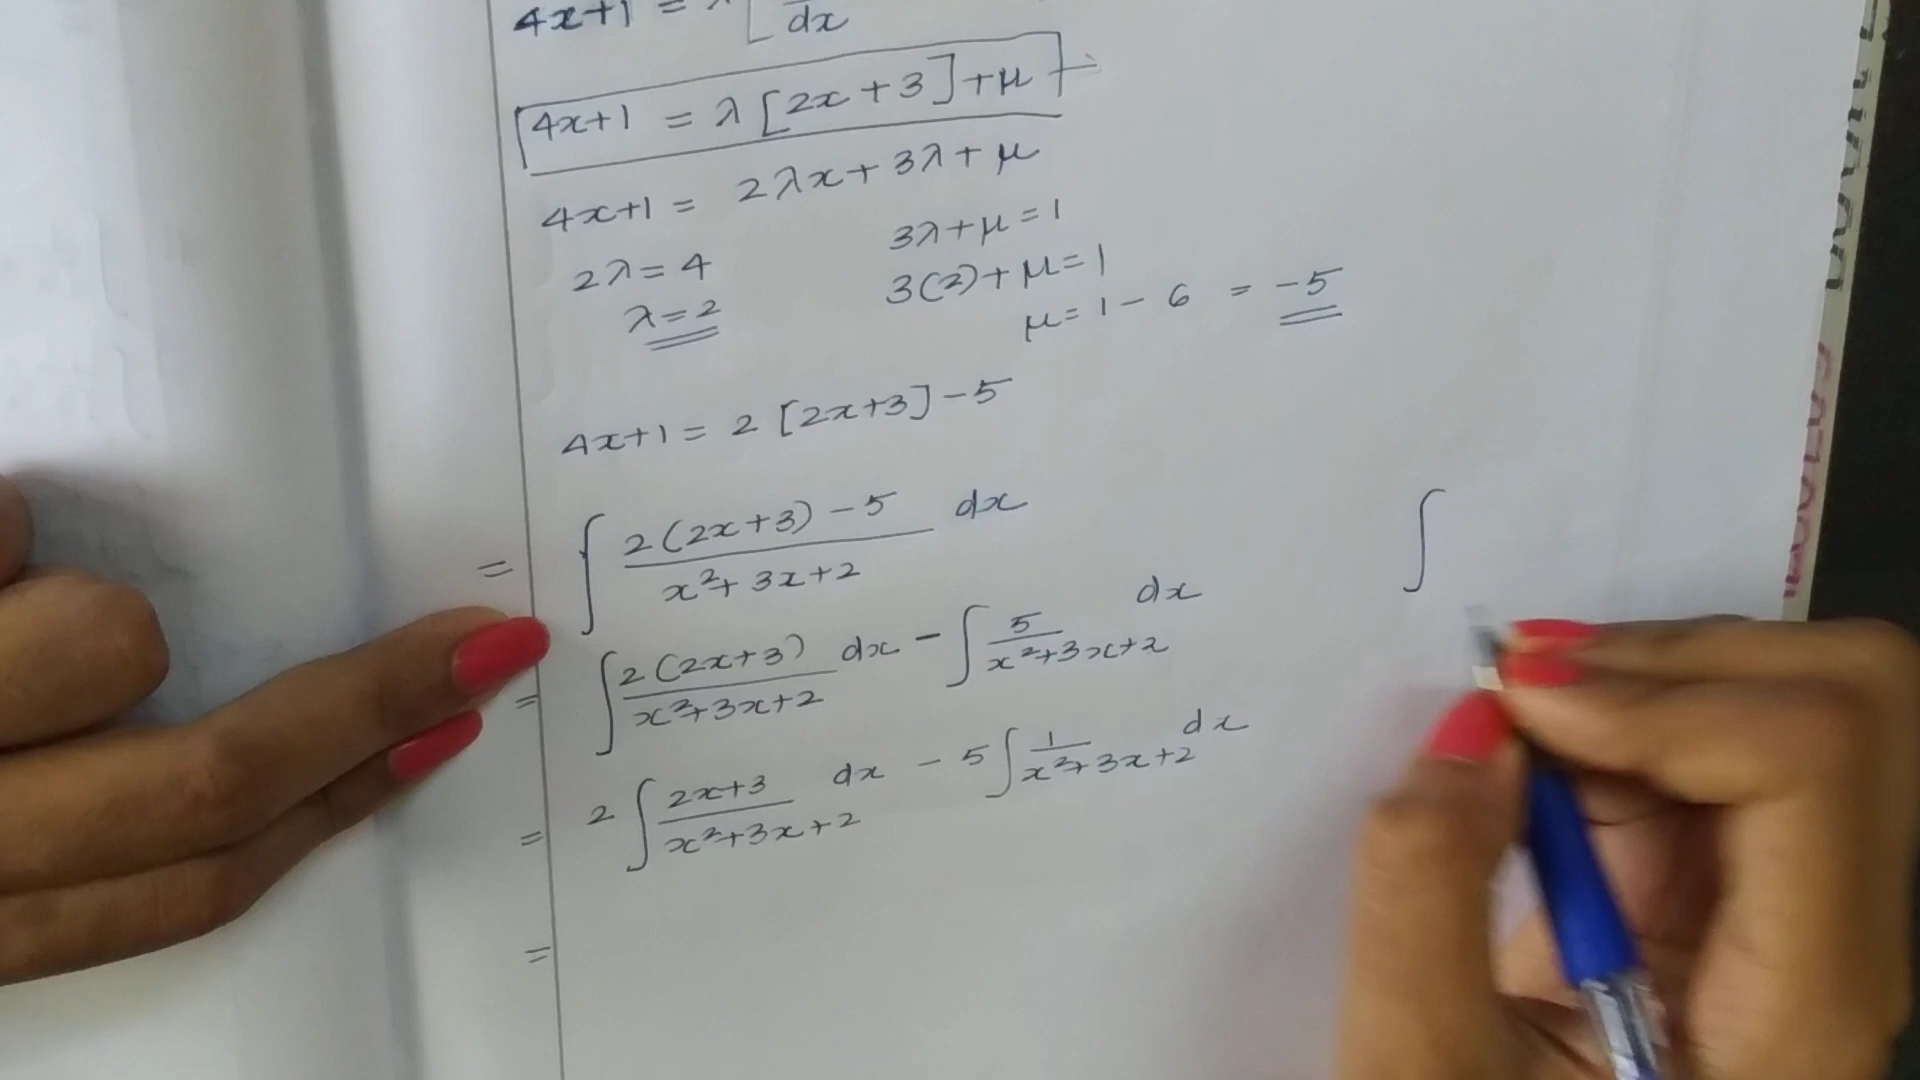 4x+1 = λ[ dx
4x+1 = λ[2x+3]+μ
4x+1 = 2λx+3λ+μ
2λ=4
λ=2
3λ+μ=1
3(2)+μ=1
μ=1-6 = -5
4x+1= 2 [2x+3]-5
= ∫ 2(2x+3)-5 / x²+3x+2 dx
= ∫ 2(2x+3) / x²+3x+2 dx - ∫ 5 / x²+3x+2 dx
= 2 ∫ 2x+3 / x²+3x+2 dx - 5 ∫ 1 / x²+3x+2 dx
=
∫